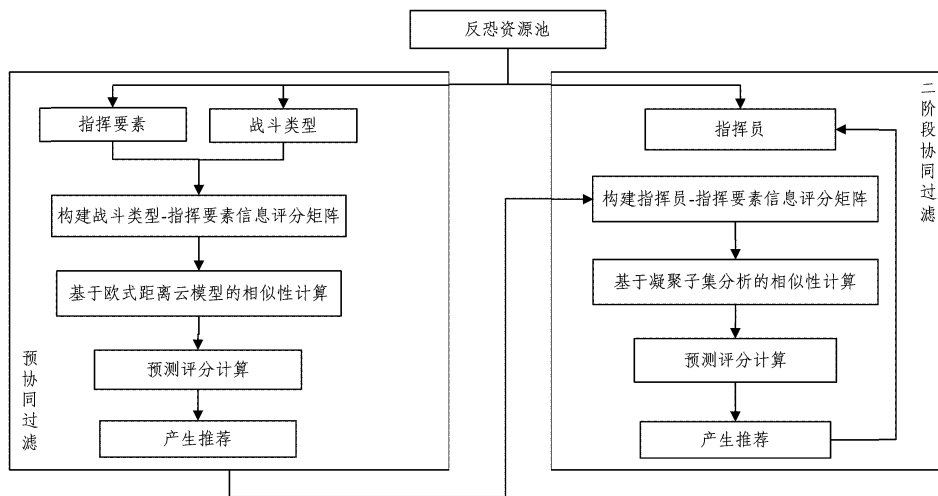 反恐资源池
指挥要素
战斗类型
构建战斗类型-指挥要素信息评分矩阵
基于欧式距离云模型的相似性计算
预测评分计算
产生推荐
预协同过滤
指挥员
构建指挥员-指挥要素信息评分矩阵
基于凝聚子集分析的相似性计算
预测评分计算
产生推荐
二阶段协同过滤